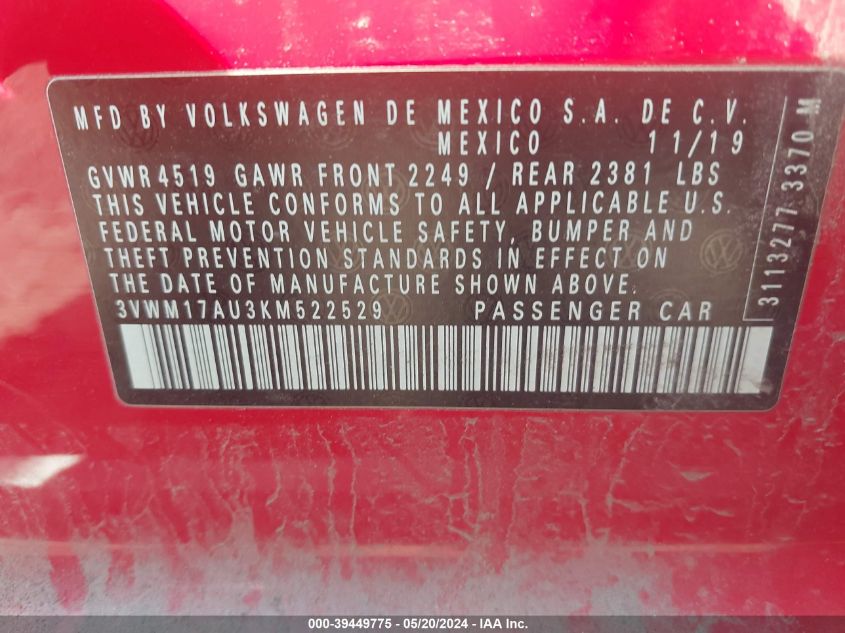 MFD BY VOLKSWAGEN DE MEXICO S.A. DE C.V.
MEXICO 11/19
GVWR4519 GAWR FRONT 2249 / REAR 2381 LBS
THIS VEHICLE CONFORMS TO ALL APPLICABLE U.S.
FEDERAL MOTOR VEHICLE SAFETY, BUMPER AND
THEFT PREVENTION STANDARDS IN EFFECT ON
THE DATE OF MANUFACTURE SHOWN ABOVE.
3VWM17AU3KM522529 PASSENGER CAR
3113277 3370 M
000-39449775 - 05/20/2024 - IAA Inc.